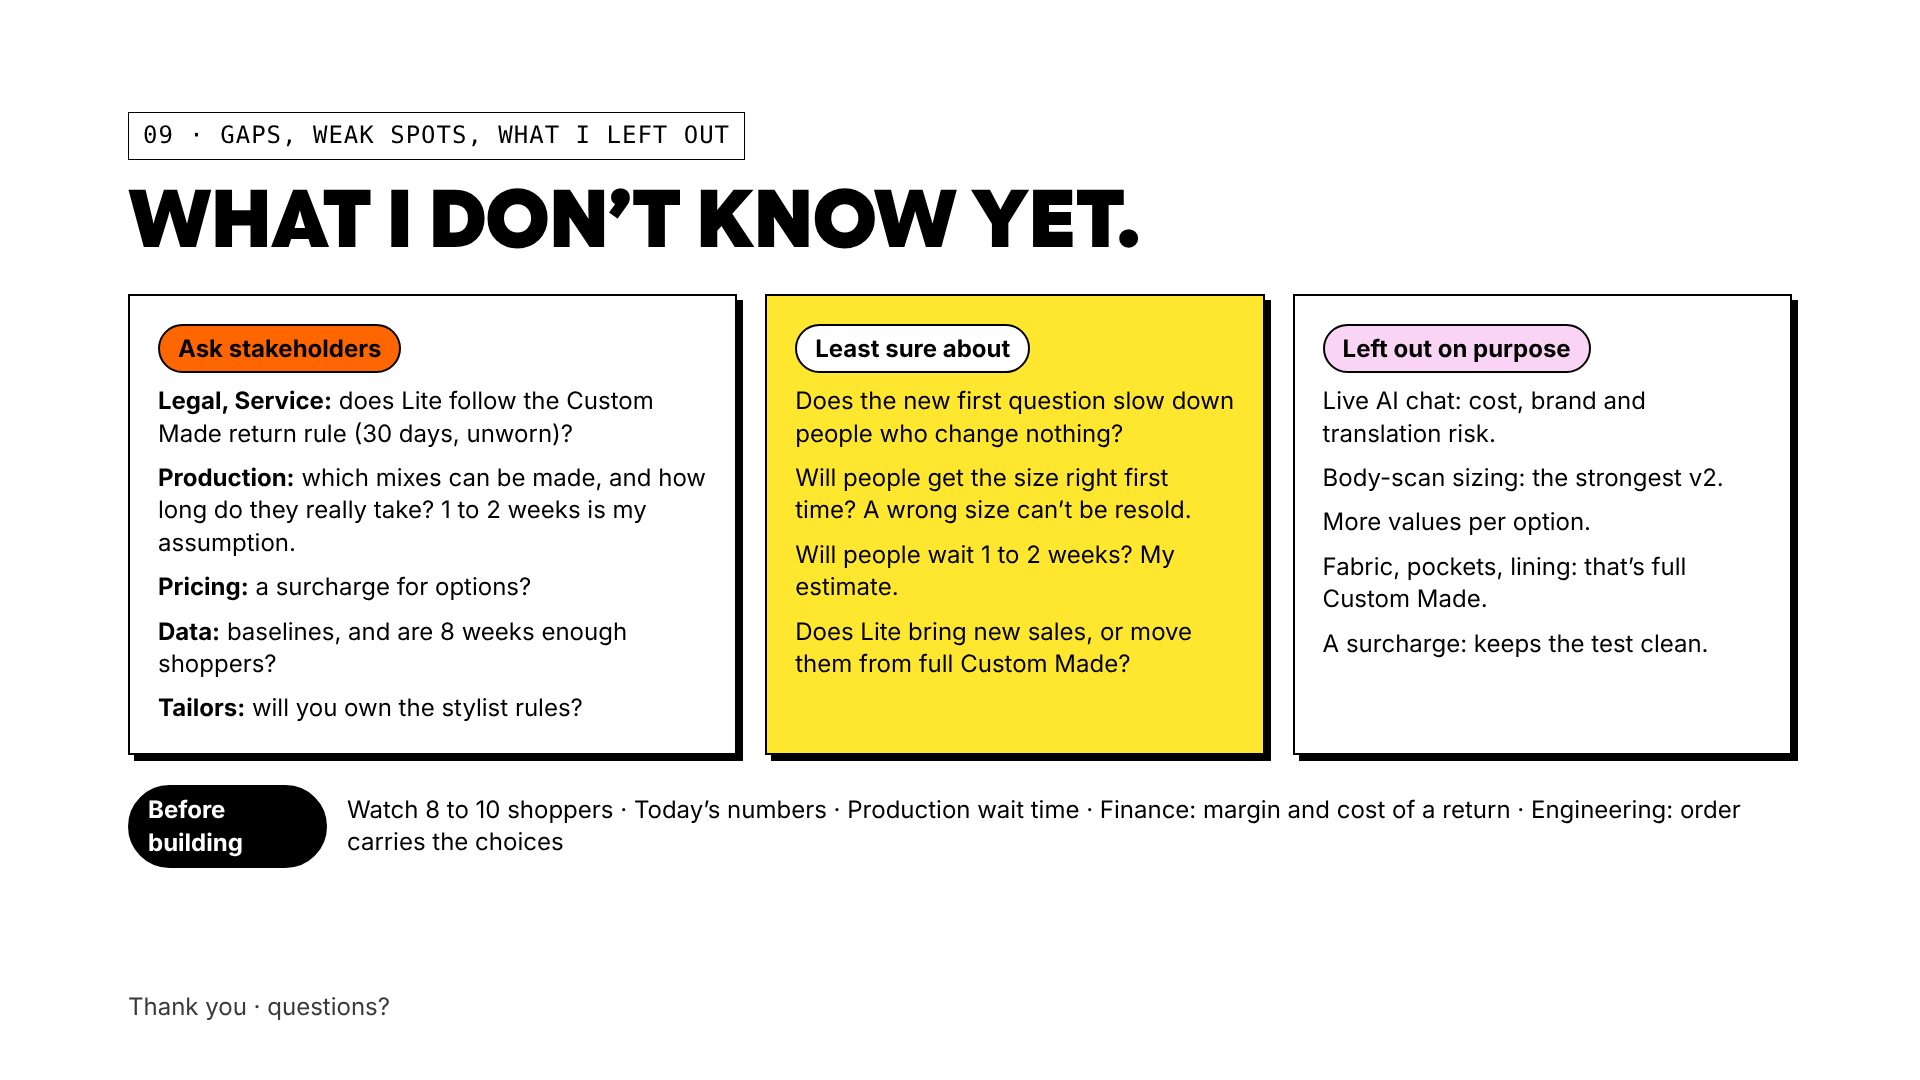 09 · GAPS, WEAK SPOTS, WHAT I LEFT OUT
WHAT I DON’T KNOW YET.
Ask stakeholders
Legal, Service: does Lite follow the Custom
Made return rule (30 days, unworn)?
Production: which mixes can be made, and how
long do they really take? 1 to 2 weeks is my
assumption.
Pricing: a surcharge for options?
Data: baselines, and are 8 weeks enough
shoppers?
Tailors: will you own the stylist rules?
Least sure about
Does the new first question slow down
people who change nothing?
Will people get the size right first
time? A wrong size can’t be resold.
Will people wait 1 to 2 weeks? My
estimate.
Does Lite bring new sales, or move
them from full Custom Made?
Left out on purpose
Live AI chat: cost, brand and
translation risk.
Body-scan sizing: the strongest v2.
More values per option.
Fabric, pockets, lining: that’s full
Custom Made.
A surcharge: keeps the test clean.
Before
building
Watch 8 to 10 shoppers · Today’s numbers · Production wait time · Finance: margin and cost of a return · Engineering: order
carries the choices
Thank you · questions?